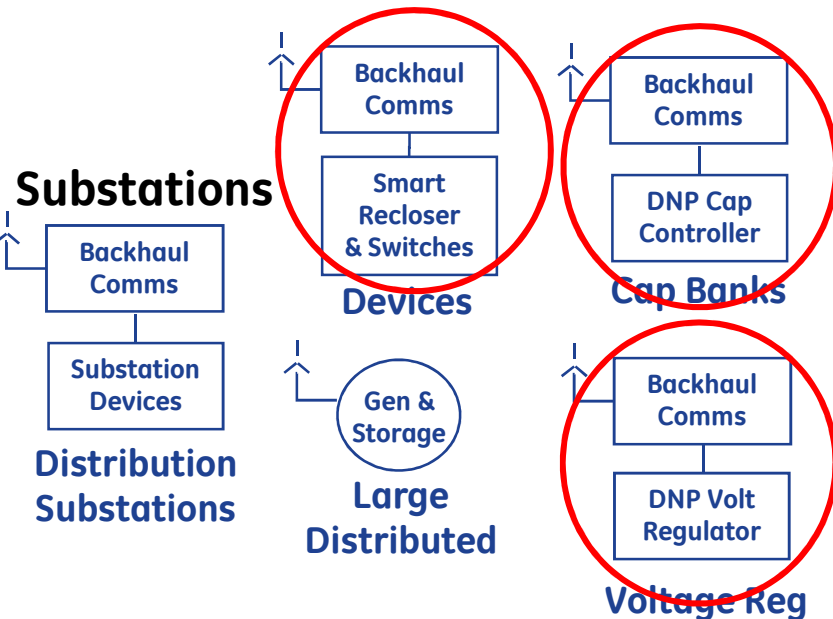 Substations
Backhaul
Comms
Substation
Devices
Distribution
Substations
Backhaul
Comms
Smart
Recloser
& Switches
Devices
Gen &
Storage
Large
Distributed
Backhaul
Comms
DNP Cap
Controller
Cap Banks
Backhaul
Comms
DNP Volt
Regulator
Voltage Reg